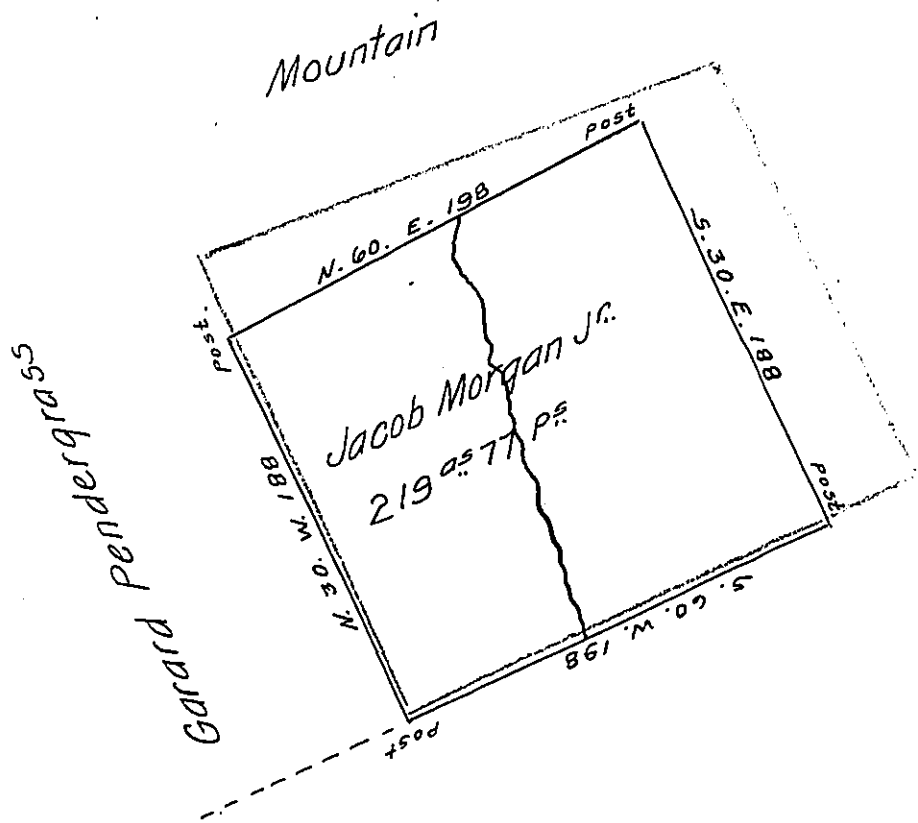 Mountain
Post
N. 60. E. 198
S. 30. E. 188
Post.
Jacob Morgan Jr.
219 as 77 Ps
Garard Pendergrass
N. 30. W. 188
Post.
S. 60. W. 198
Post